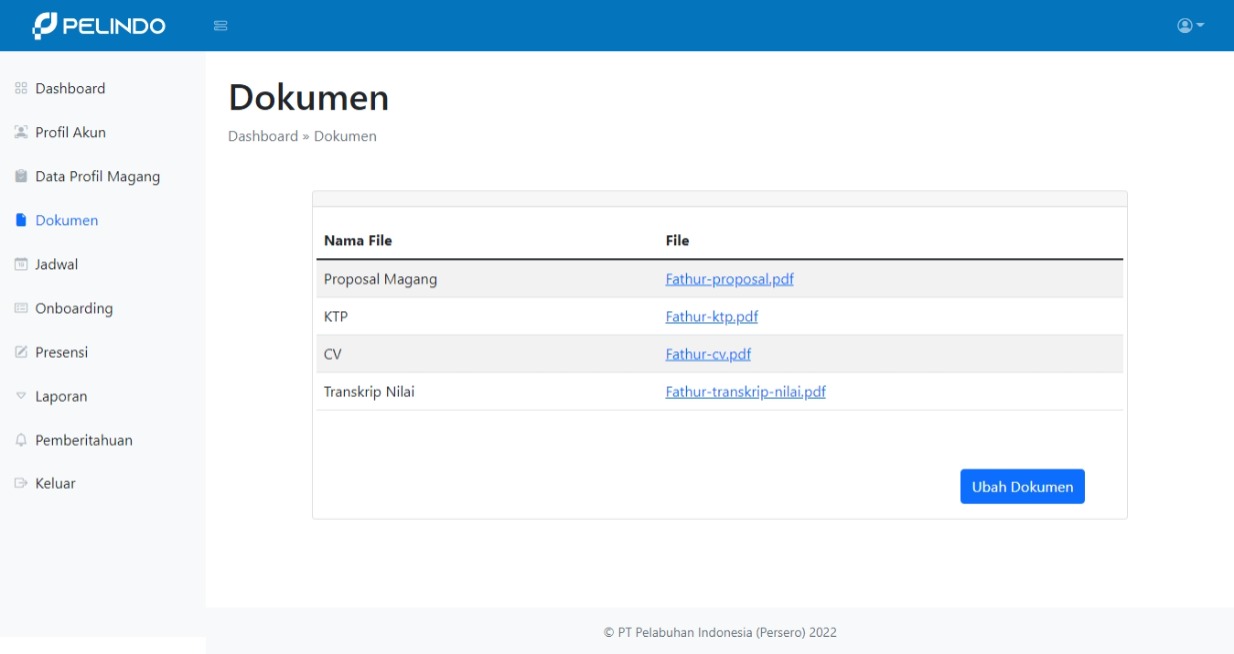 PELINDO
Dashboard
Profil Akun
Data Profil Magang
Dokumen
Jadwal
Onboarding
Presensi
Laporan
Pemberitahuan
Keluar
Dokumen
Dashboard » Dokumen
Nama File File
Proposal Magang Fathur-proposal.pdf
KTP Fathur-ktp.pdf
CV Fathur-cv.pdf
Transkrip Nilai Fathur-transkrip-nilai.pdf
Ubah Dokumen
© PT Pelabuhan Indonesia (Persero) 2022